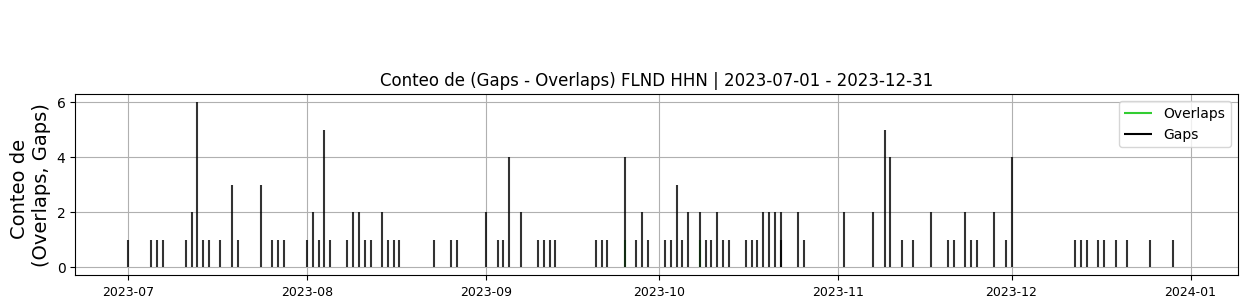 Conteo de (Gaps - Overlaps) FLND HHN | 2023-07-01 - 2023-12-31
Conteo de
(Overlaps, Gaps)
6
4
2
0
Overlaps
Gaps
2023-07
2023-08
2023-09
2023-10
2023-11
2023-12
2024-01